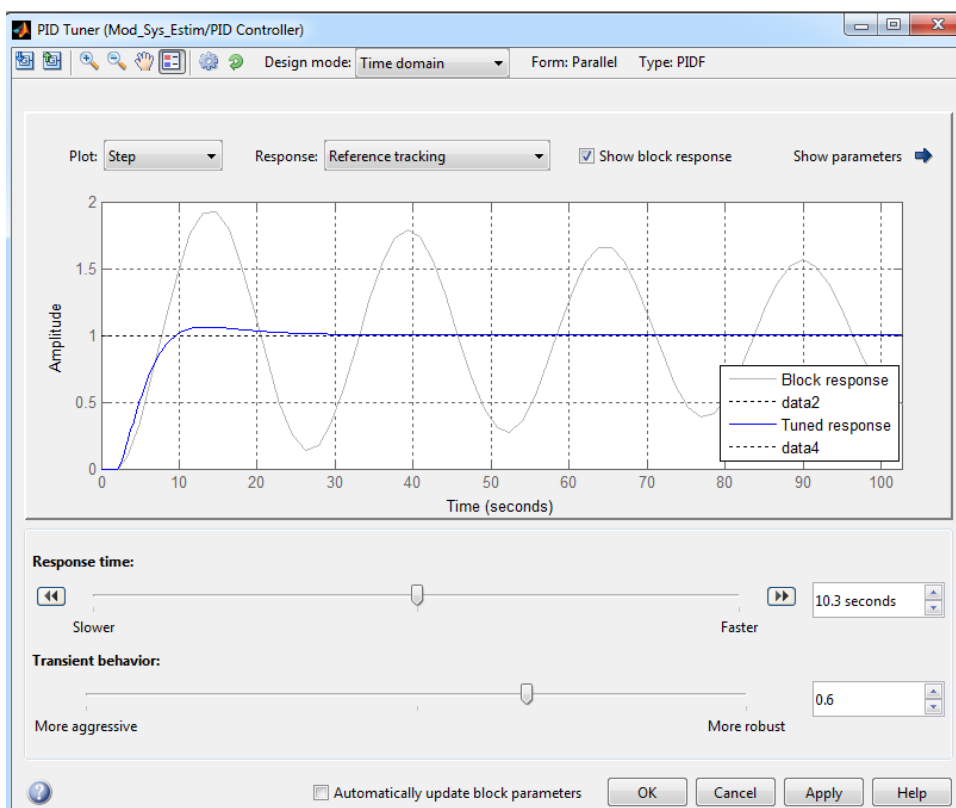 PID Tuner (Mod_Sys_Estim/PID Controller)
Design mode: Time domain Form: Parallel Type: PIDF
Plot: Step Response: Reference tracking Show block response Show parameters
2
1.5
1
0.5
0
Amplitude
0 10 20 30 40 50 60 70 80 90 100
Time (seconds)
Block response
data2
Tuned response
data4
Response time:
10.3 seconds
Slower Faster
Transient behavior:
0.6
More aggressive More robust
Automatically update block parameters OK Cancel Apply Help